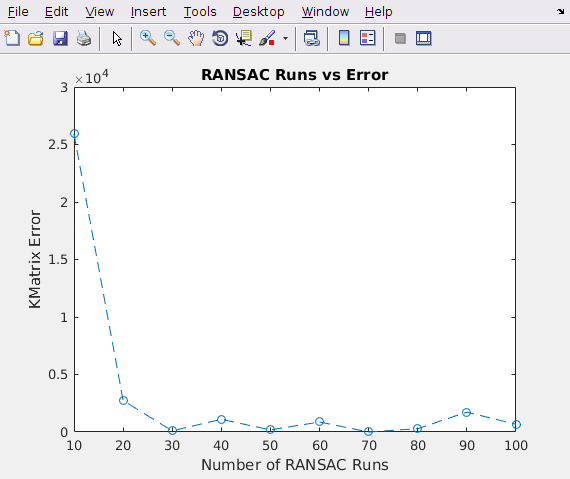 File Edit View Insert Tools Desktop Window Help
RANSAC Runs vs Error
×10^4
3
2.5
2
1.5
1
0.5
0
KMatrix Error
10 20 30 40 50 60 70 80 90 100
Number of RANSAC Runs